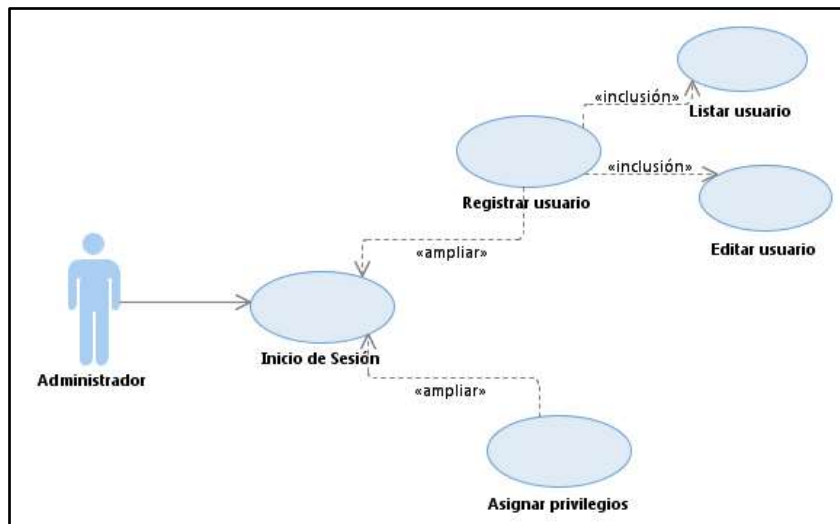 «inclusión»
Listar usuario
«inclusión»
Registrar usuario
Editar usuario
«ampliar»
Inicio de Sesión
Administrador
«ampliar»
Asignar privilegios